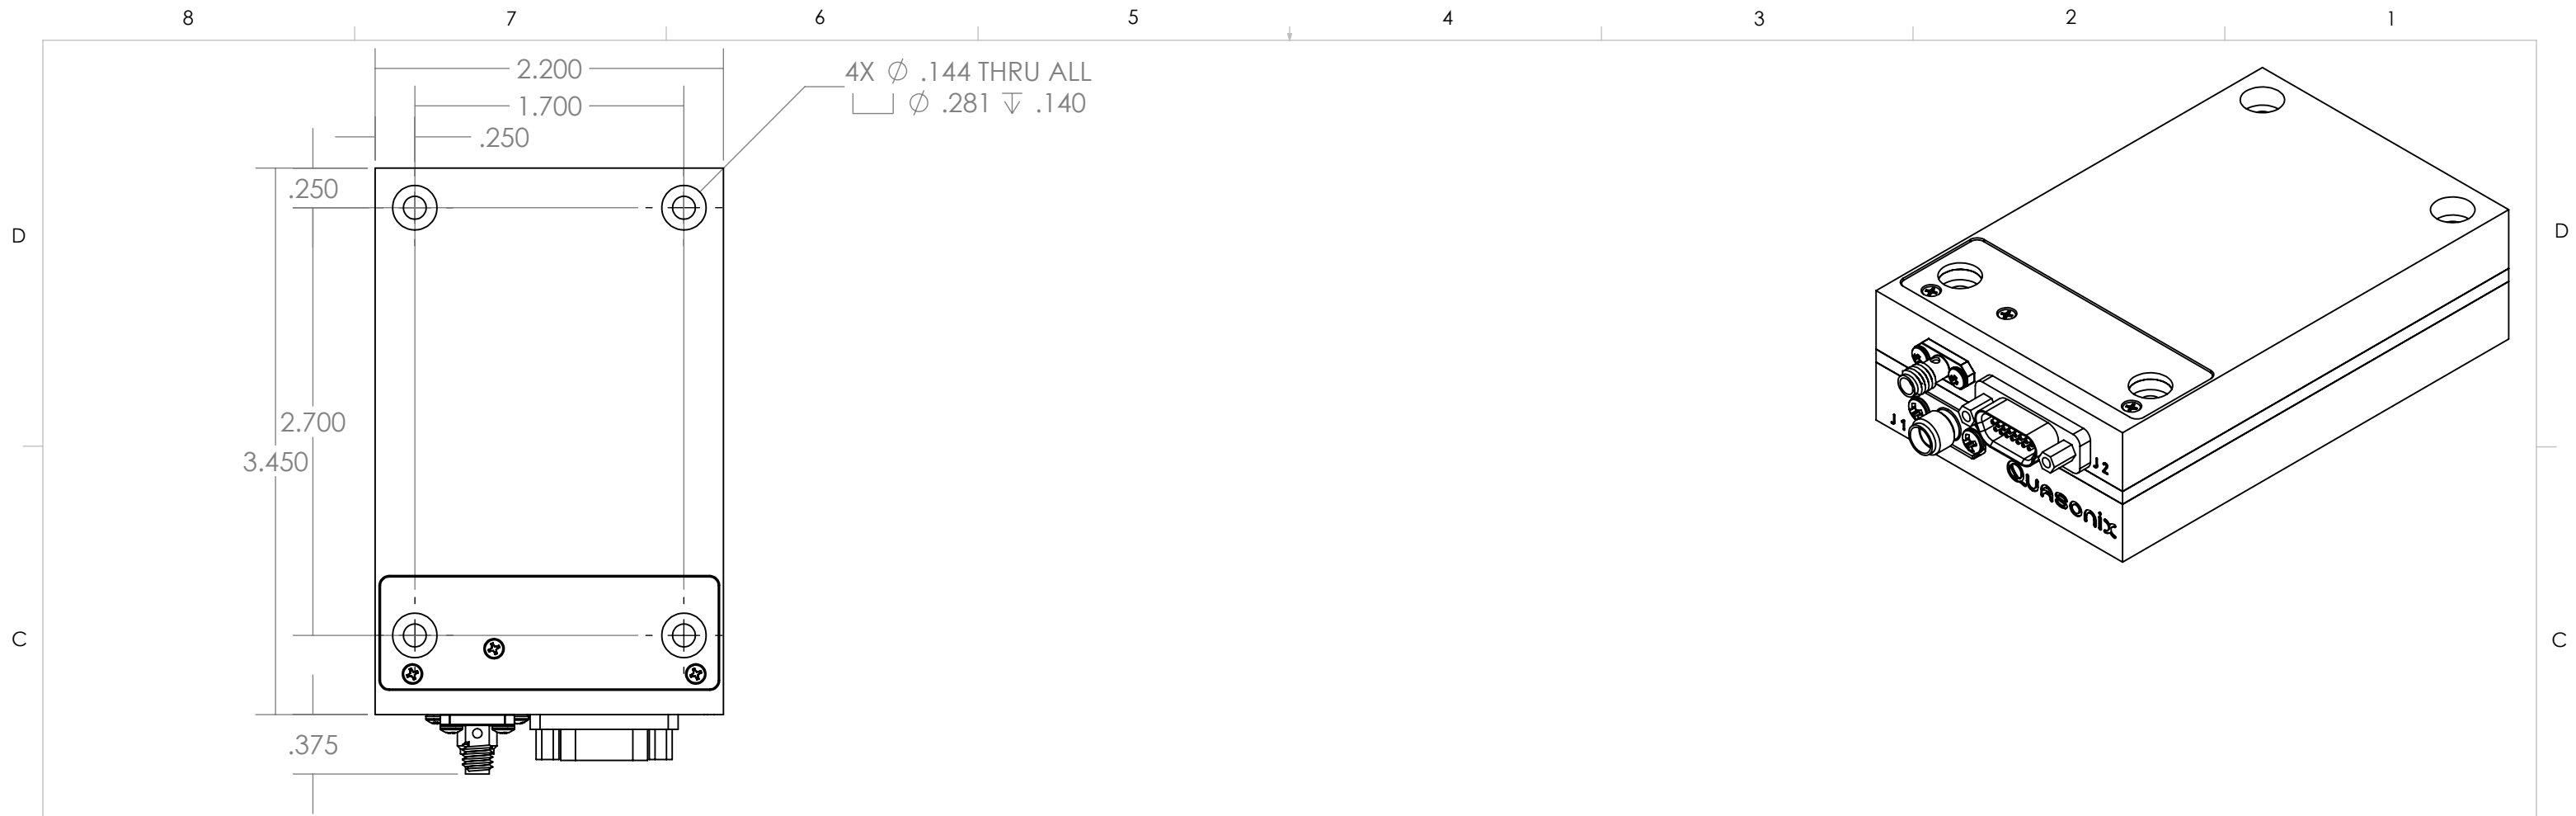 8 7 6 5 4 3 2 1
2.200
4X ⌀ .144 THRU ALL
⌴ ⌀ .281 ↧ .140
1.700
.250
.250
D D
2.700
3.450
J1
J2
Quasonix
C C
.375